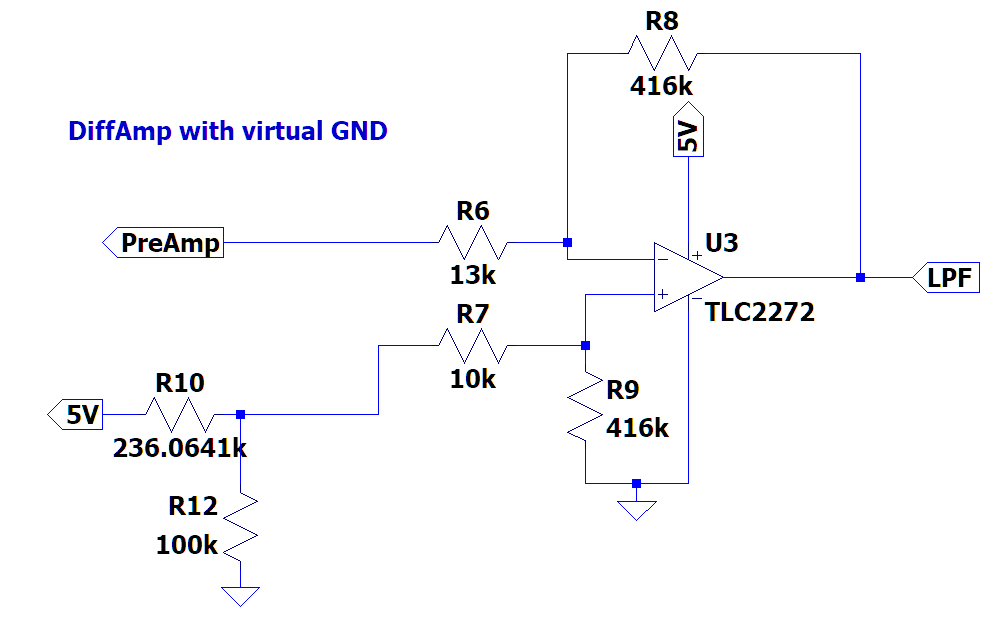 R8
416k
DiffAmp with virtual GND
5V
PreAmp
R6
13k
−
+
U3
+
−
TLC2272
LPF
R7
10k
R9
416k
5V
R10
236.0641k
R12
100k